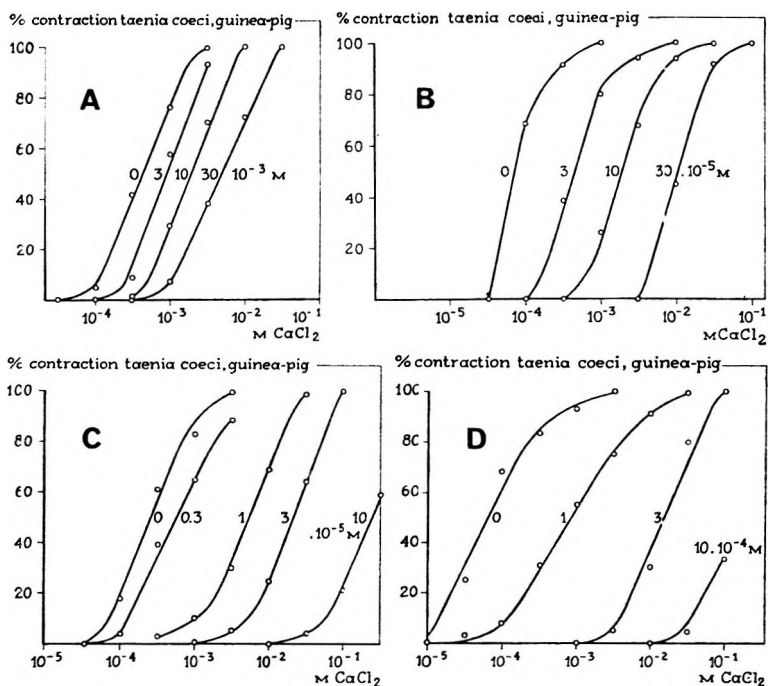 % contraction taenia coeci, guinea-pig
100
80
60
40
20
A
0 3 10 30 10⁻³ M
10⁻⁴ 10⁻³ 10⁻² 10⁻¹
M CaCl₂
% contraction taenia coeai, guinea-pig
100
80
60
40
20
B
0 3 10 30 .10⁻⁵M
10⁻⁵ 10⁻⁴ 10⁻³ 10⁻² 10⁻¹
MCaCl₂
% contraction taenia coeci, guinea-pig
100
80
60
40
20
C
0 0.3 1 3 10
.10⁻⁵M
10⁻⁵ 10⁻⁴ 10⁻³ 10⁻² 10⁻¹
M CaCl₂
% contraction taenia coeci, guinea-pig
100
80
60
40
20
D
0 1 3 10.10⁻⁴M
10⁻⁵ 10⁻⁴ 10⁻³ 10⁻² 10⁻¹
M CaCl₂